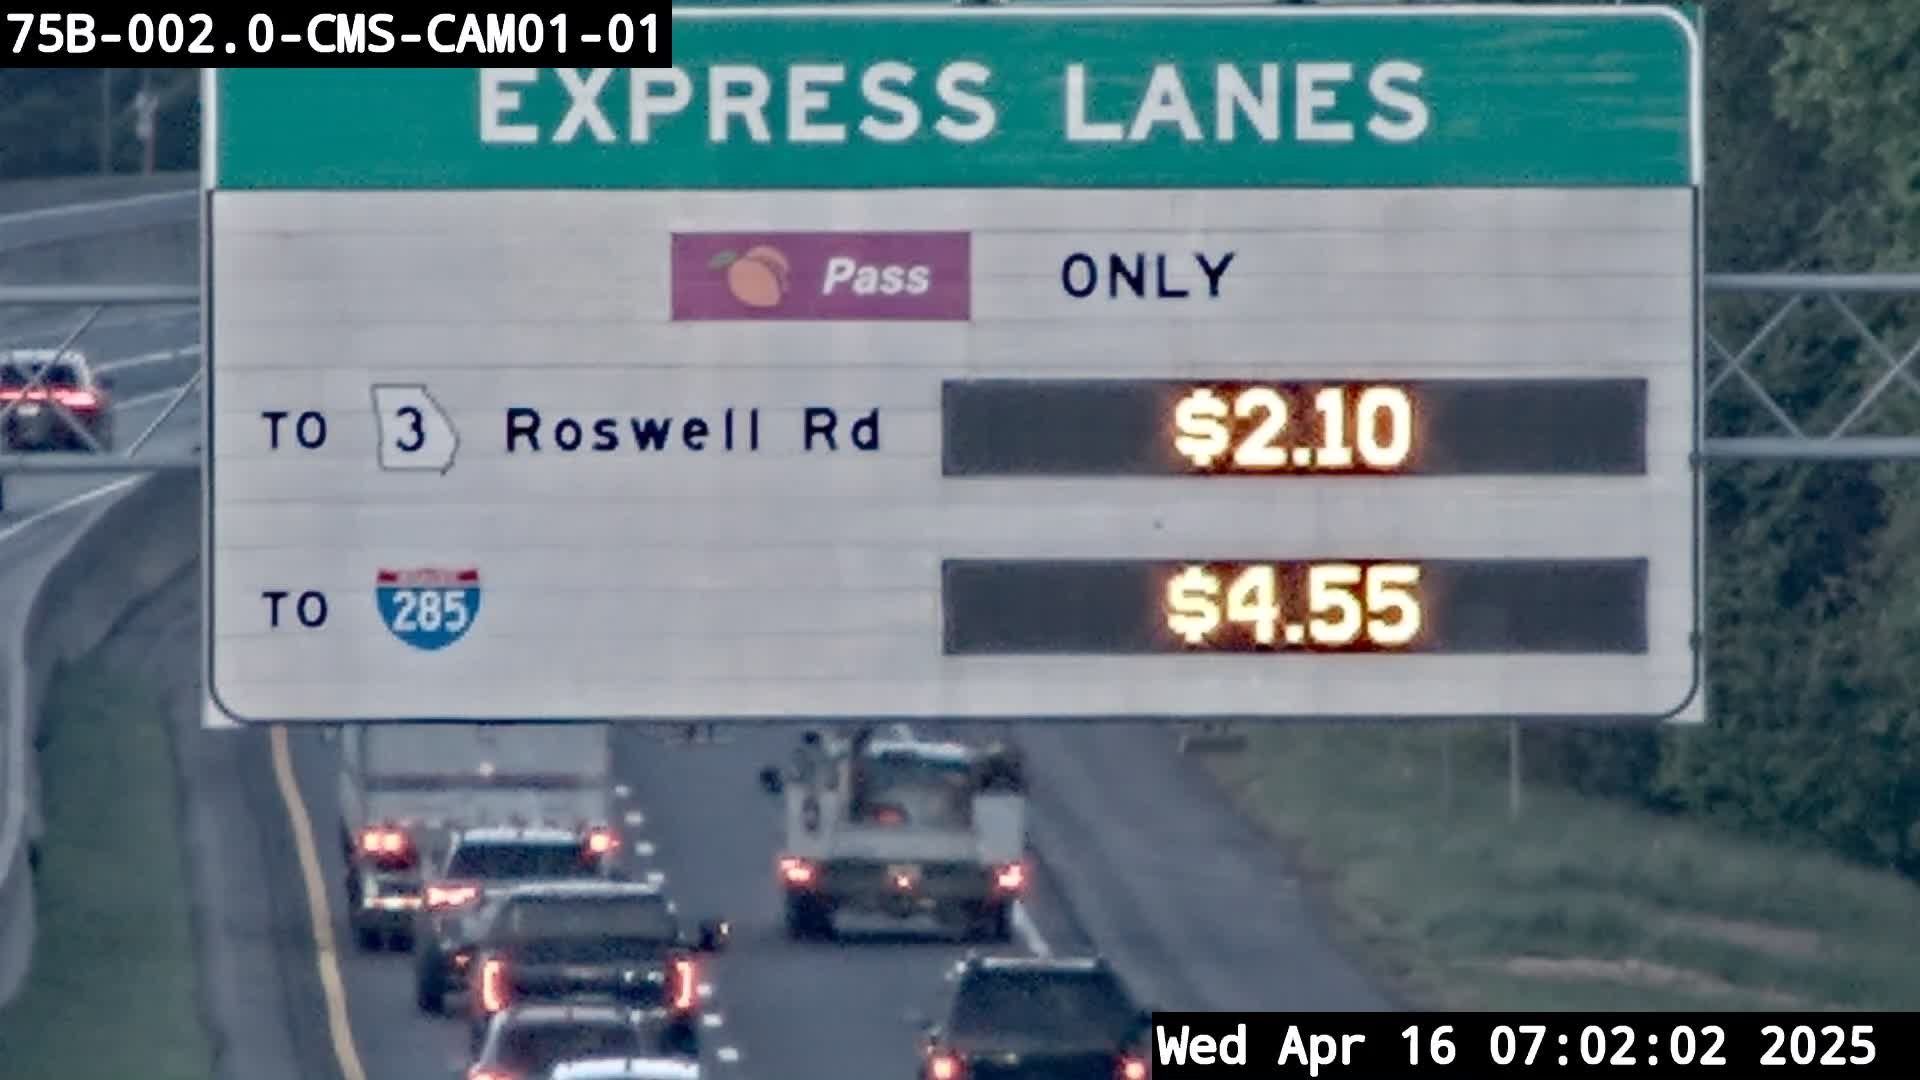 75B-002.0-CMS-CAM01-01
EXPRESS LANES
Pass ONLY
TO 3 Roswell Rd $2.10
TO 285 $4.55
Wed Apr 16 07:02:02 2025